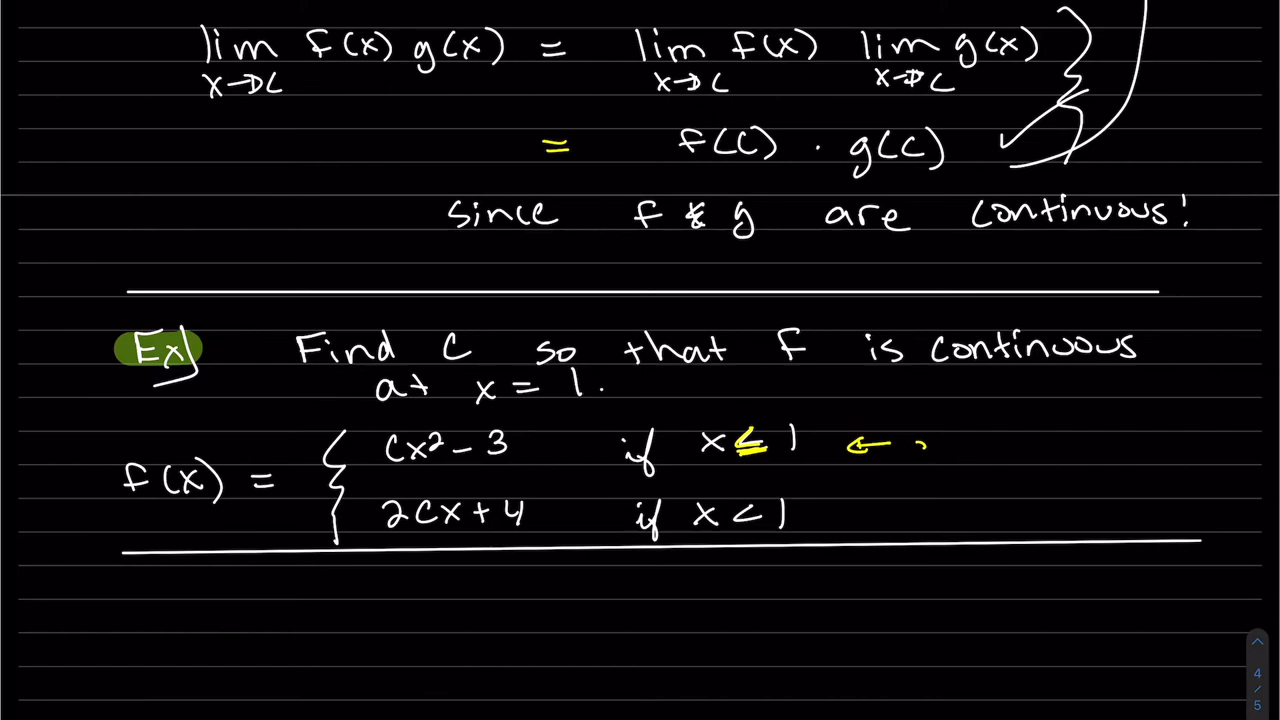 lim f(x) g(x) = lim f(x) lim g(x)
x→c x→c x→c
= f(c) · g(c) ✓
since f & g are continuous!
Ex) Find c so that f is continuous
at x = 1.
cx² - 3 if x ≤ 1 ←
f(x) = {
2cx + 4 if x < 1
4
/
5